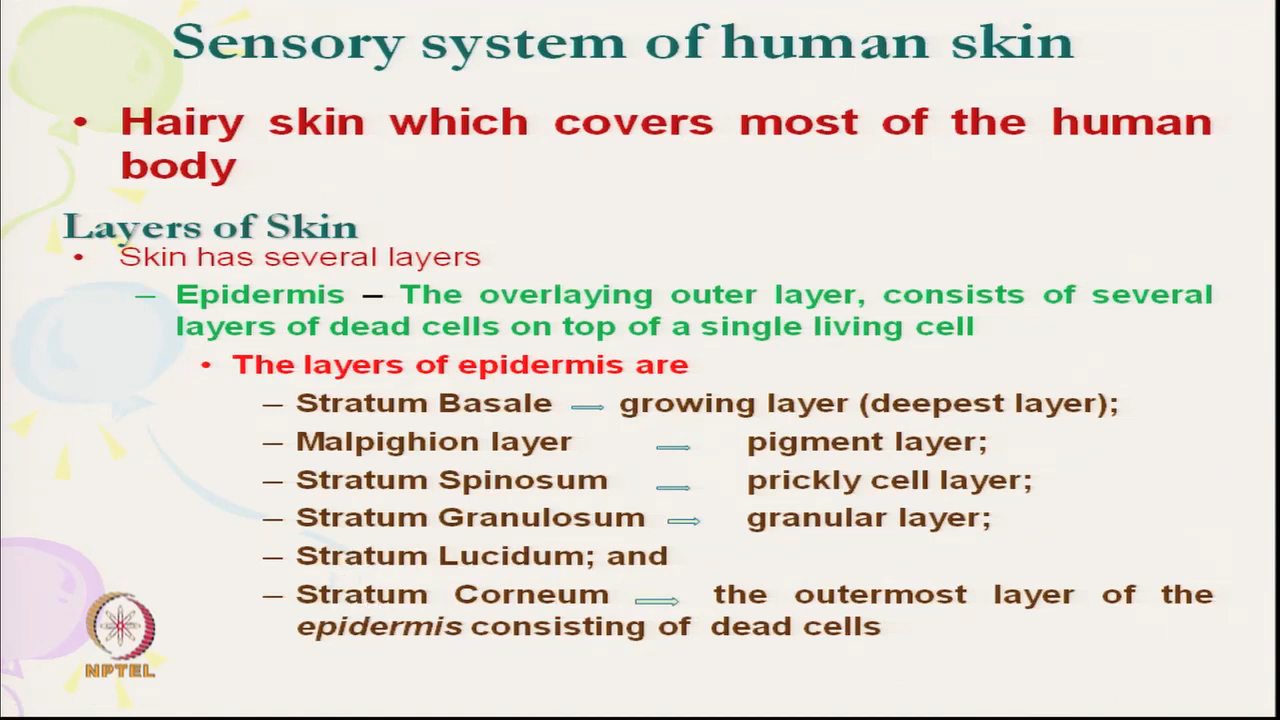 Sensory system of human skin
• Hairy skin which covers most of the human
body
Layers of Skin
• Skin has several layers
– Epidermis – The overlaying outer layer, consists of several
layers of dead cells on top of a single living cell
• The layers of epidermis are
– Stratum Basale ⇒ growing layer (deepest layer);
– Malpighion layer ⇒ pigment layer;
– Stratum Spinosum ⇒ prickly cell layer;
– Stratum Granulosum ⇒ granular layer;
– Stratum Lucidum; and
– Stratum Corneum ⇒ the outermost layer of the
epidermis consisting of dead cells
NPTEL